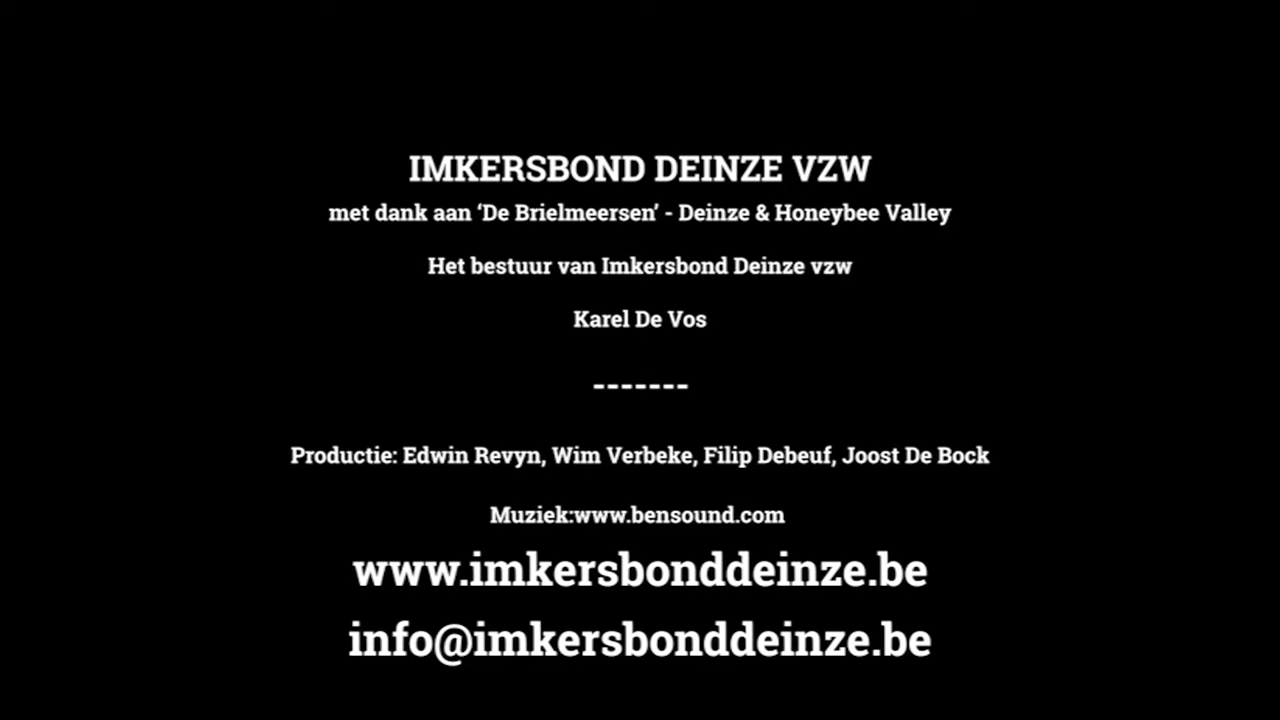 IMKERSBOND DEINZE VZW
met dank aan ‘De Brielmeersen’ - Deinze & Honeybee Valley
Het bestuur van Imkersbond Deinze vzw
Karel De Vos
-------
Productie: Edwin Revyn, Wim Verbeke, Filip Debeuf, Joost De Bock
Muziek:www.bensound.com
www.imkersbonddeinze.be
info@imkersbonddeinze.be